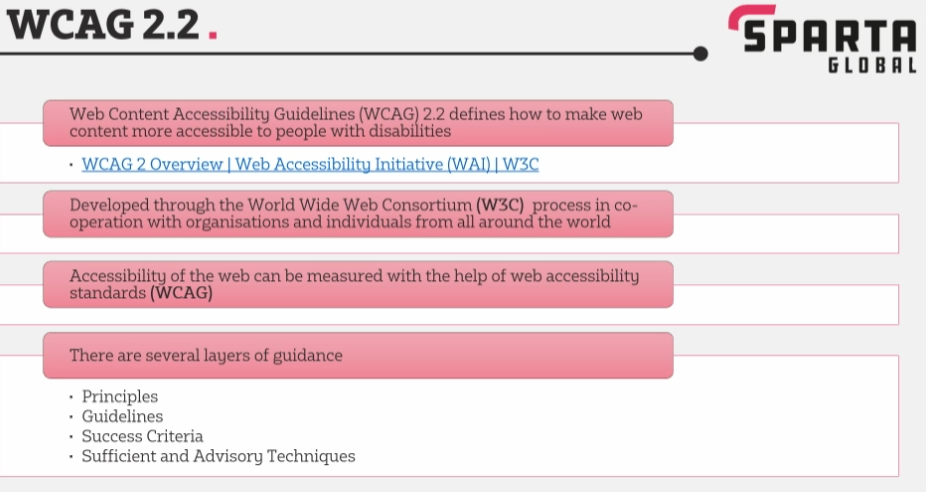 WCAG 2.2 .
SPARTA
GLOBAL
Web Content Accessibility Guidelines (WCAG) 2.2 defines how to make web
content more accessible to people with disabilities
• WCAG 2 Overview | Web Accessibility Initiative (WAI) | W3C
Developed through the World Wide Web Consortium (W3C) process in co-
operation with organisations and individuals from all around the world
Accessibility of the web can be measured with the help of web accessibility
standards (WCAG)
There are several layers of guidance
• Principles
• Guidelines
• Success Criteria
• Sufficient and Advisory Techniques